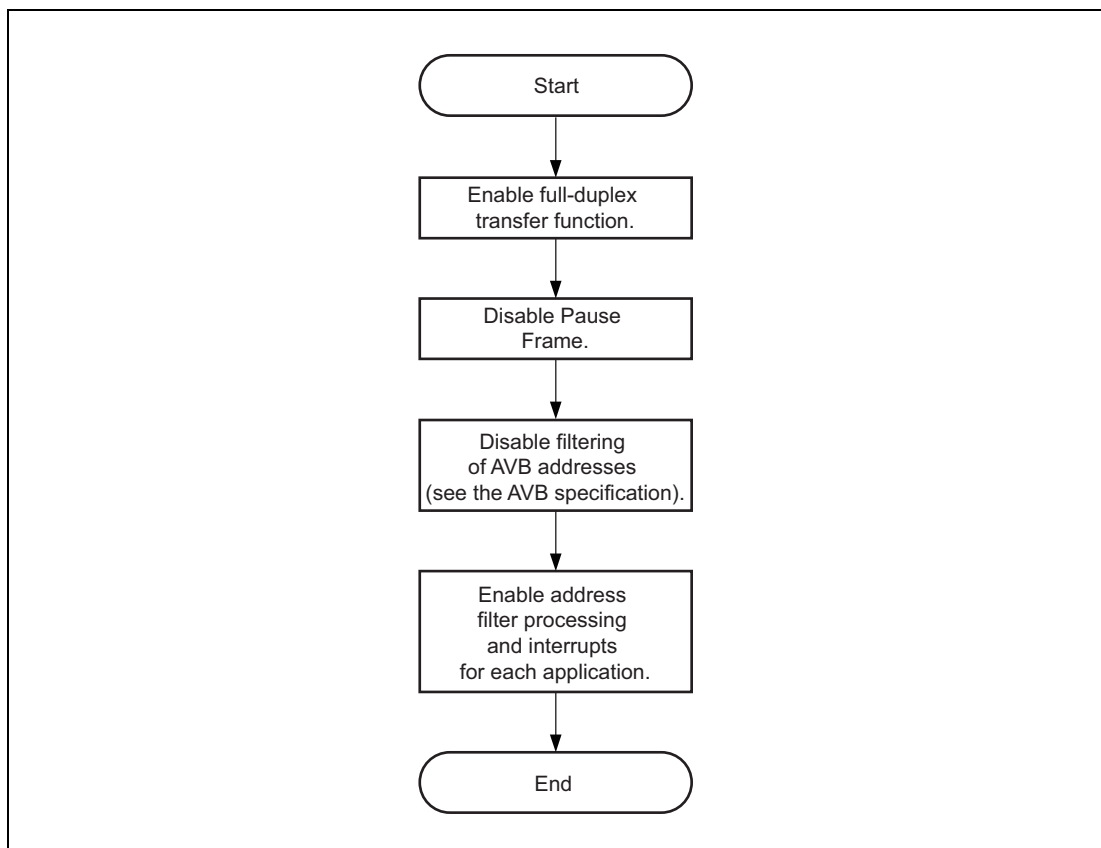 Start
Enable full-duplex
transfer function.
Disable Pause
Frame.
Disable filtering
of AVB addresses
(see the AVB specification).
Enable address
filter processing
and interrupts
for each application.
End